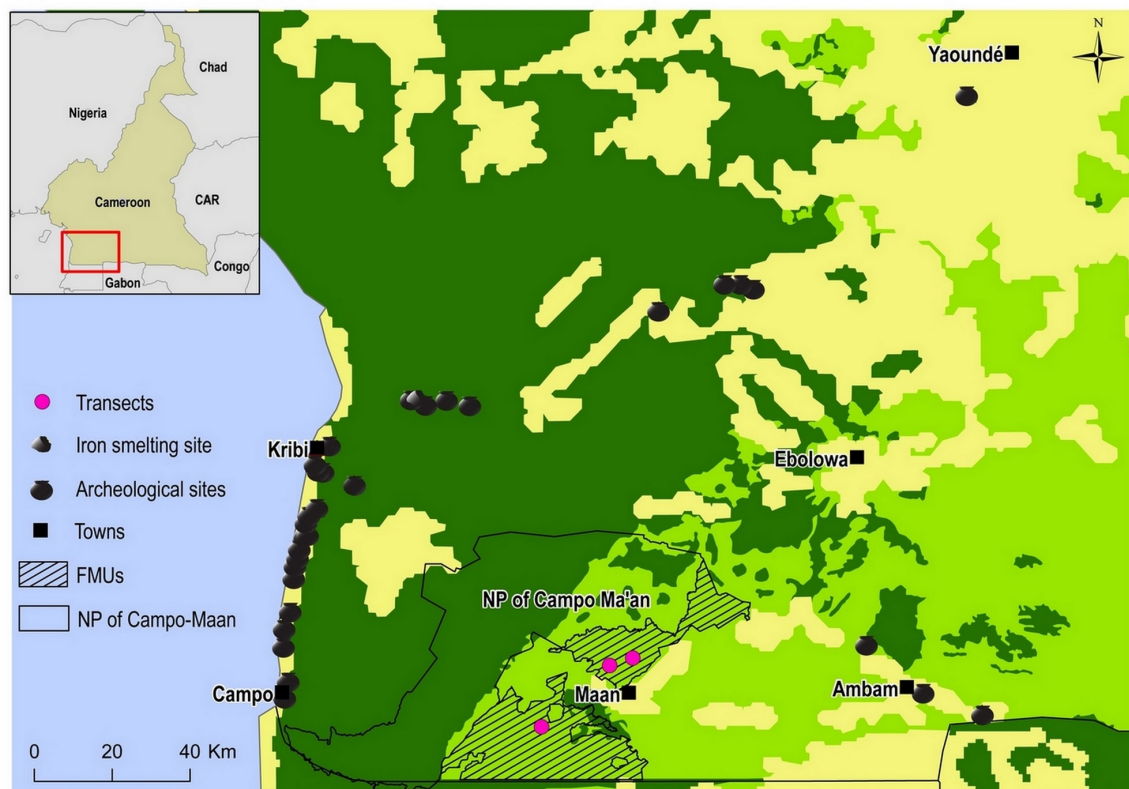 Chad
Nigeria
Cameroon
CAR
Congo
Gabon
Yaoundé
N
Transects
Iron smelting site
Archeological sites
Towns
FMUs
NP of Campo-Maan
Kribi
Ebolowa
NP of Campo Ma'an
Campo
Maan
Ambam
0 20 40 Km